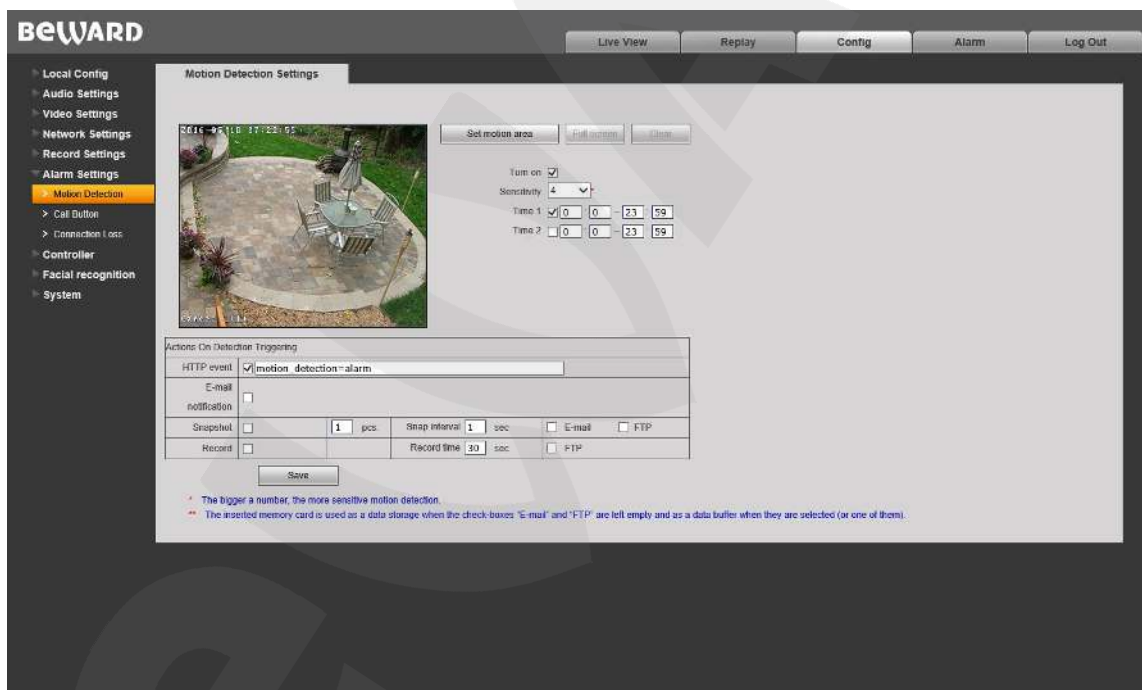 BEWARD
Live View Replay Config Alarm Log Out
Local Config
Audio Settings
Video Settings
Network Settings
Record Settings
Alarm Settings
Motion Detection
Call Button
Connection Loss
Controller
Facial recognition
System
Motion Detection Settings
17:22:55
Set motion area Full screen Clear
Turn on
Sensitivity 4 *
Time 1 0 : 0 - 23 : 59
Time 2 0 : 0 - 23 : 59
Actions On Detection Triggering
HTTP event motion_detection=alarm
E-mail
notification
Snapshot 1 pcs. Snap interval 1 sec E-mail FTP
Record Record time 30 sec FTP
Save
* The bigger a number, the more sensitive motion detection.
** The inserted memory card is used as a data storage when the check-boxes "E-mail" and "FTP" are left empty and as a data buffer when they are selected (or one of them).